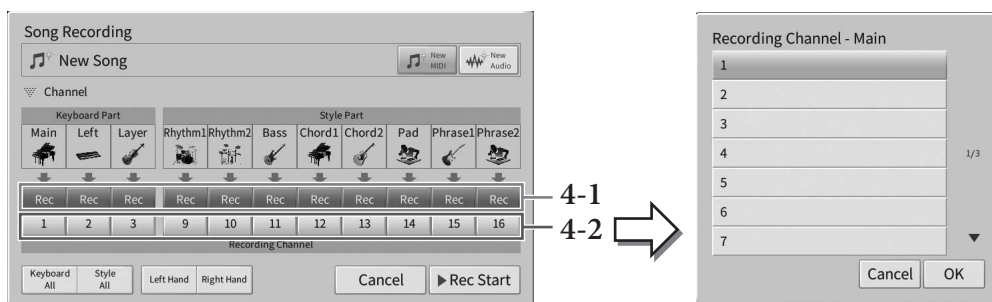 Song Recording
New Song
New MIDI
New Audio
Channel
Keyboard Part Style Part
Main Left Layer Rhythm1 Rhythm2 Bass Chord1 Chord2 Pad Phrase1 Phrase2
Rec Rec Rec Rec Rec Rec Rec Rec Rec Rec Rec
1 2 3 9 10 11 12 13 14 15 16
Recording Channel
Keyboard All
Style All
Left Hand Right Hand Cancel Rec Start
4-1
4-2
Recording Channel - Main
1
2
3
4
1/3
5
6
7
Cancel OK